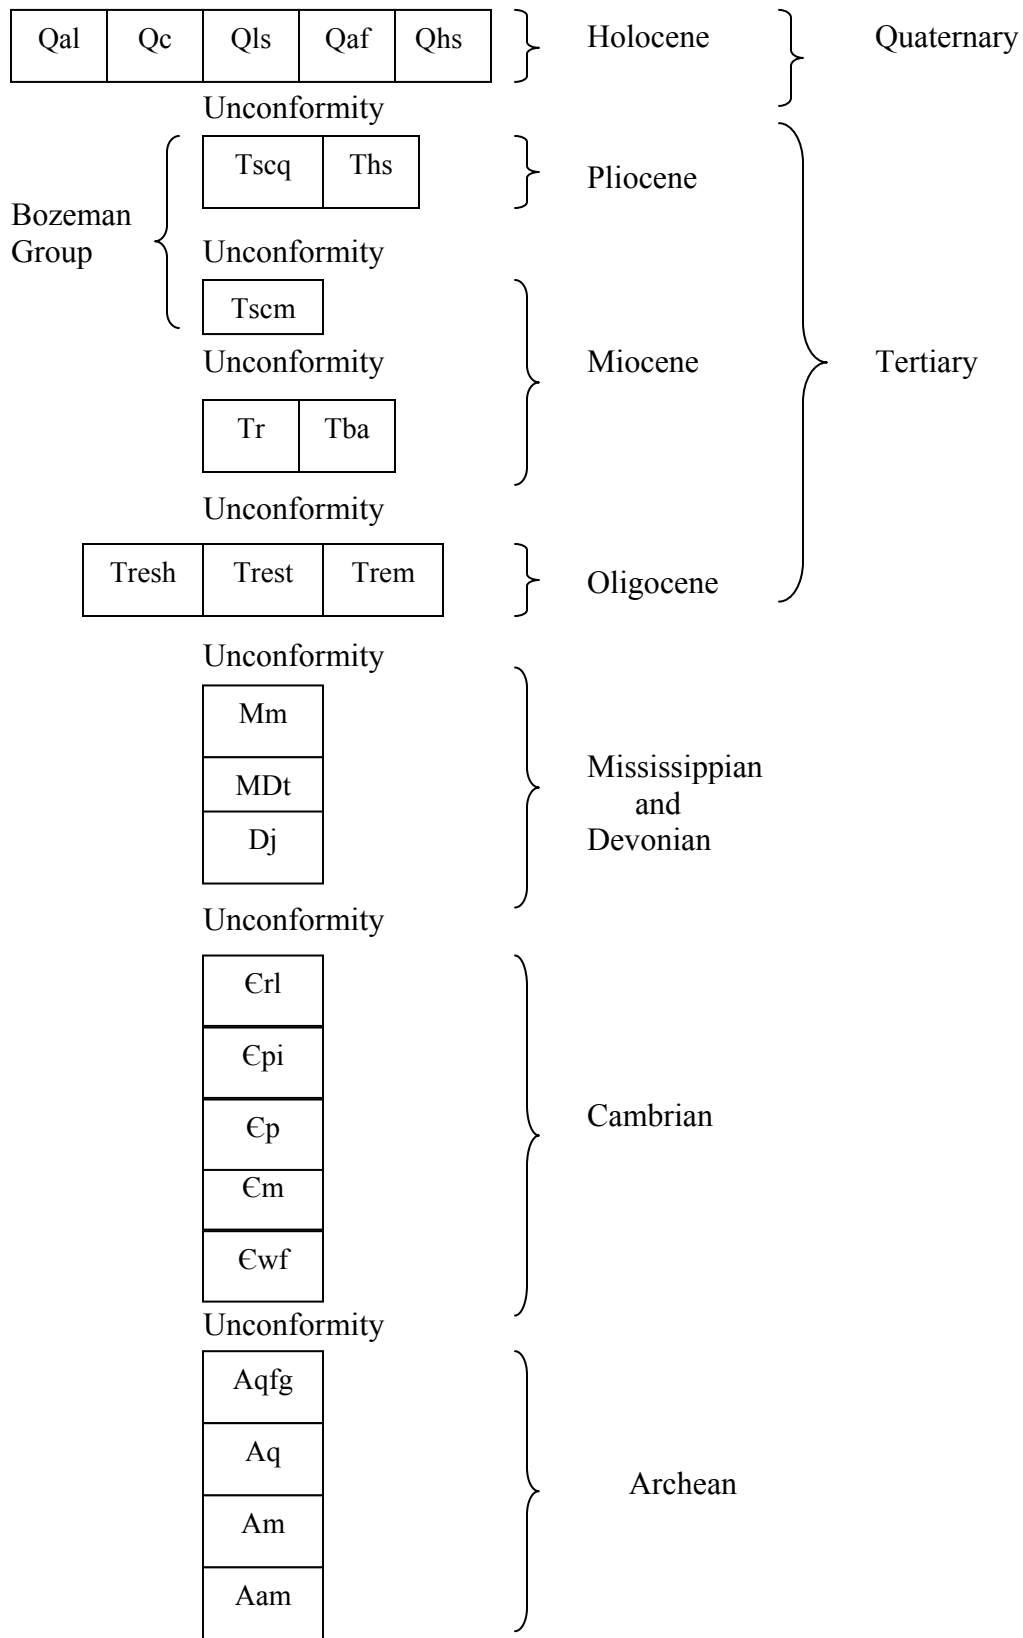 Qal Qc Qls Qaf Qhs Holocene Quaternary
Unconformity
Tscq Ths Pliocene
Bozeman
Group
Unconformity
Tscm
Unconformity Miocene Tertiary
Tr Tba
Unconformity
Tresh Trest Trem Oligocene
Unconformity
Mm
MDt
Dj
Mississippian
and
Devonian
Unconformity
Єrl
Єpi
Єp
Єm
Єwf
Cambrian
Unconformity
Aqfg
Aq
Am
Aam
Archean